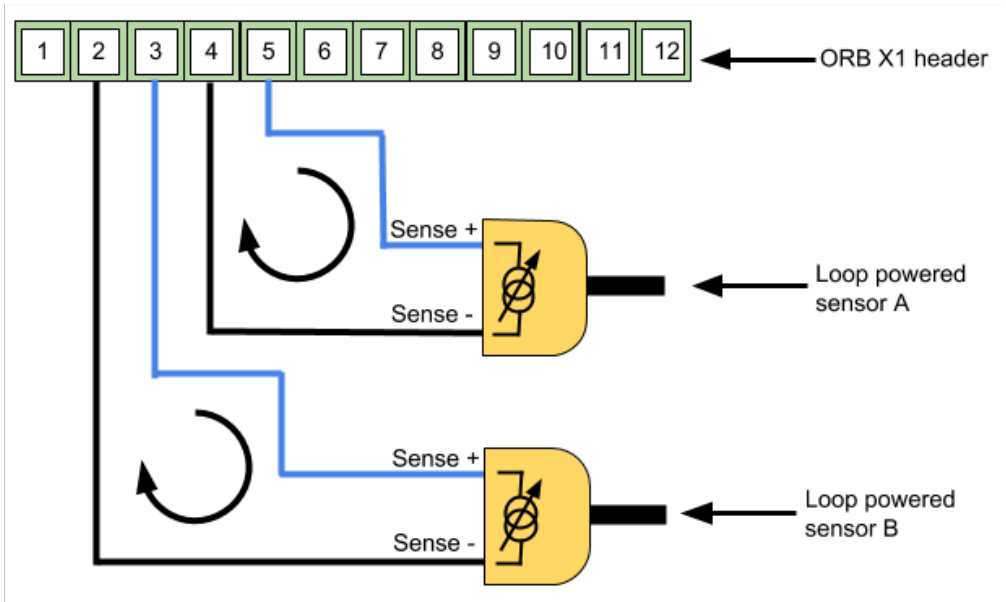 1 2 3 4 5 6 7 8 9 10 11 12
ORB X1 header
Sense +
Loop powered
sensor A
Sense -
Sense +
Loop powered
sensor B
Sense -